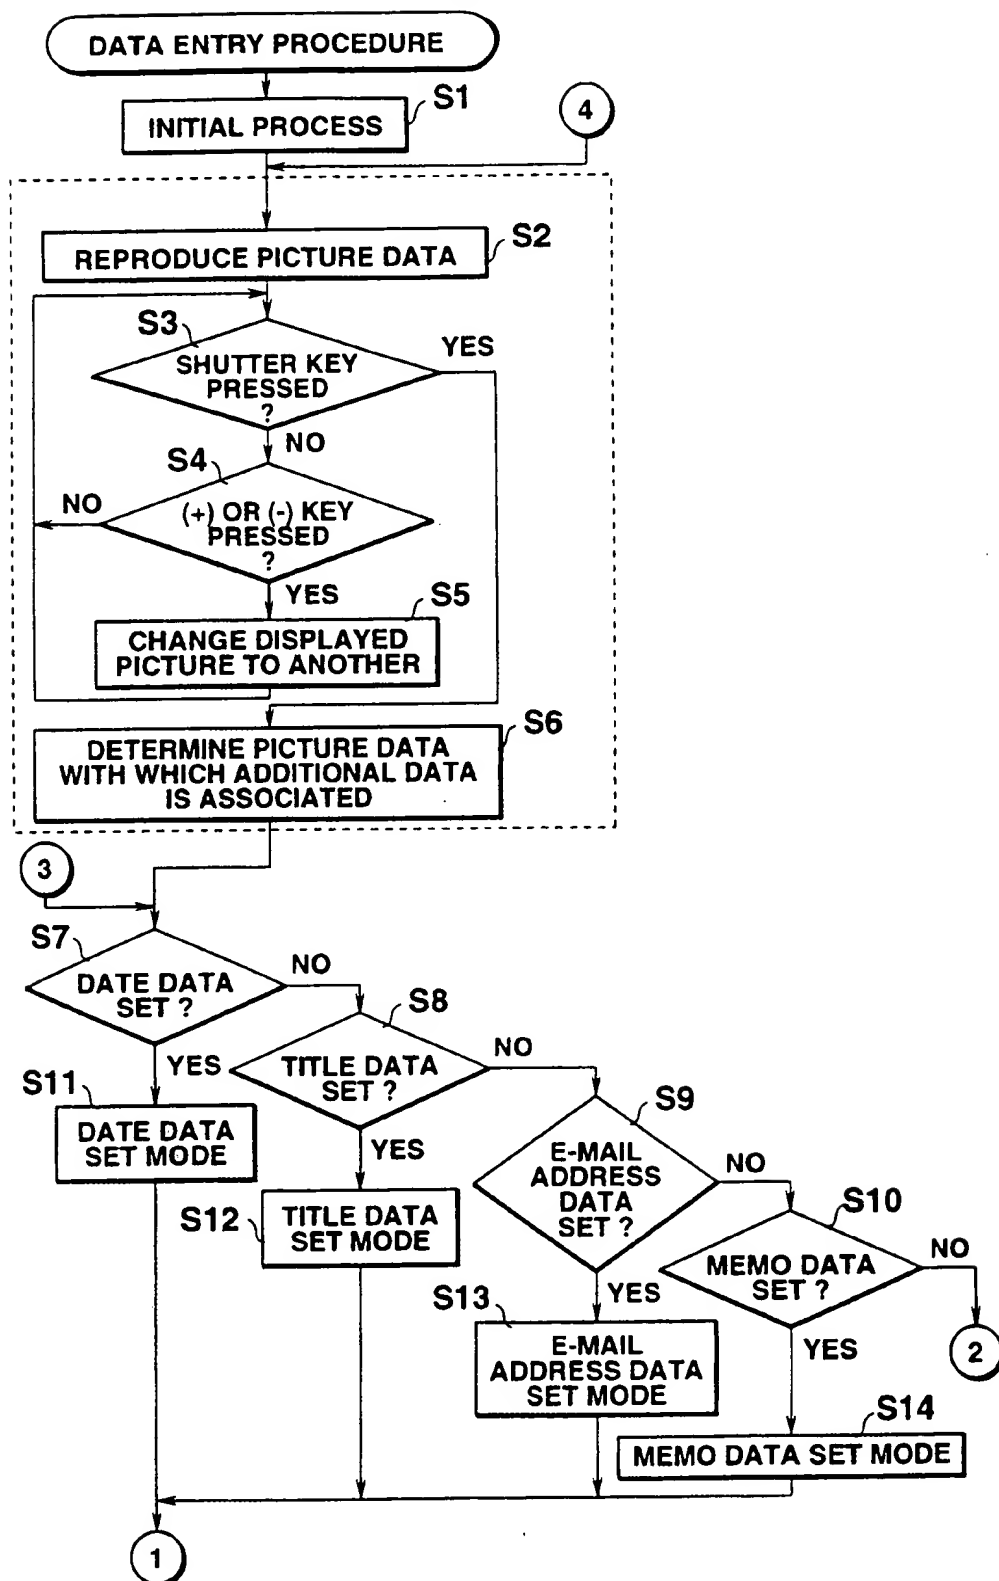 DATA ENTRY PROCEDURE
S1
INITIAL PROCESS
4
S2
REPRODUCE PICTURE DATA
S3
YES
SHUTTER KEY
PRESSED
?
NO
S4
NO
(+) OR (-) KEY
PRESSED
?
YES
S5
CHANGE DISPLAYED
PICTURE TO ANOTHER
S6
DETERMINE PICTURE DATA
WITH WHICH ADDITIONAL DATA
IS ASSOCIATED
3
S7
DATE DATA
SET ?
NO
YES
S8
TITLE DATA
SET ?
NO
YES
S11
DATE DATA
SET MODE
S9
E-MAIL
ADDRESS
DATA
SET ?
NO
YES
S12
TITLE DATA
SET MODE
S10
MEMO DATA
SET ?
NO
YES
2
S13
E-MAIL
ADDRESS DATA
SET MODE
S14
MEMO DATA SET MODE
1